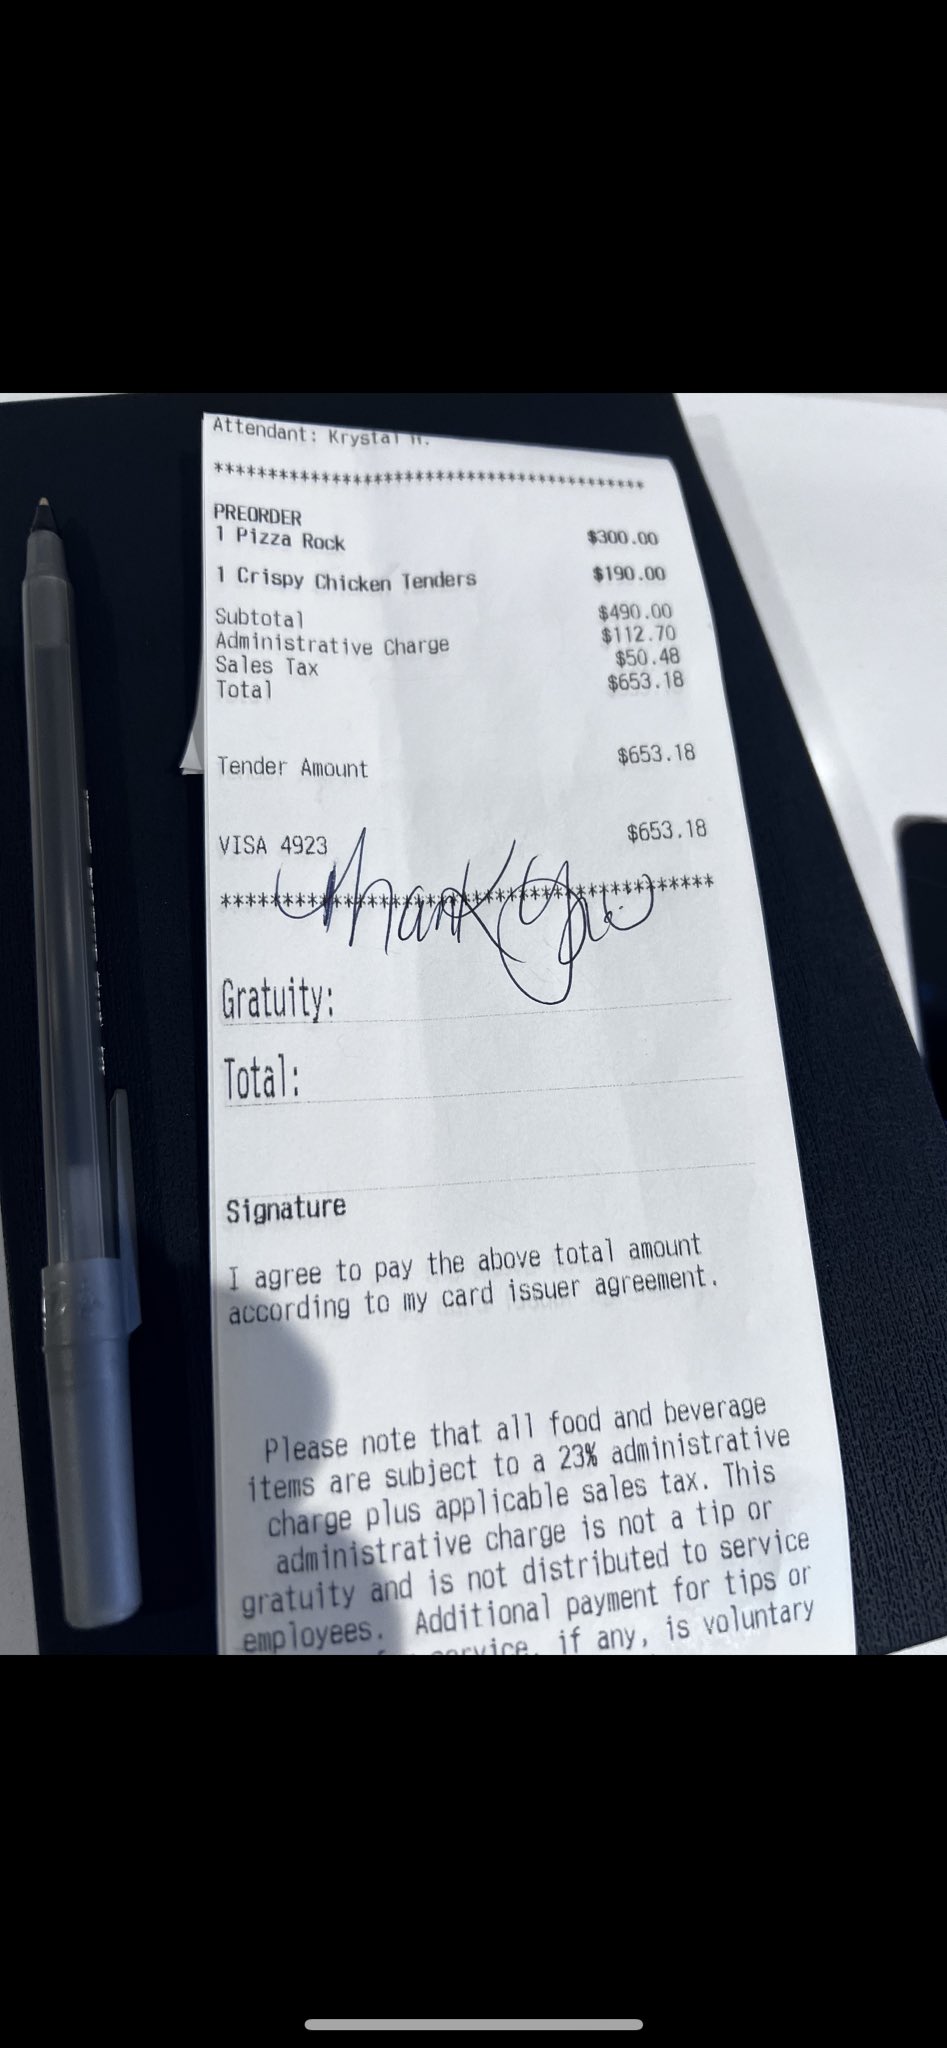 Attendant: Krystal
******************************************
PREORDER
1 Pizza Rock $300.00
1 Crispy Chicken Tenders $190.00
Subtotal $490.00
Administrative Charge $112.70
Sales Tax $50.48
Total $653.18
Tender Amount $653.18
VISA 4923 $653.18
Thank You
******************************************
Gratuity:
Total:
Signature
I agree to pay the above total amount
according to my card issuer agreement.
Please note that all food and beverage
items are subject to a 23% administrative
charge plus applicable sales tax. This
administrative charge is not a tip or
gratuity and is not distributed to service
employees. Additional payment for tips or
service, if any, is voluntary